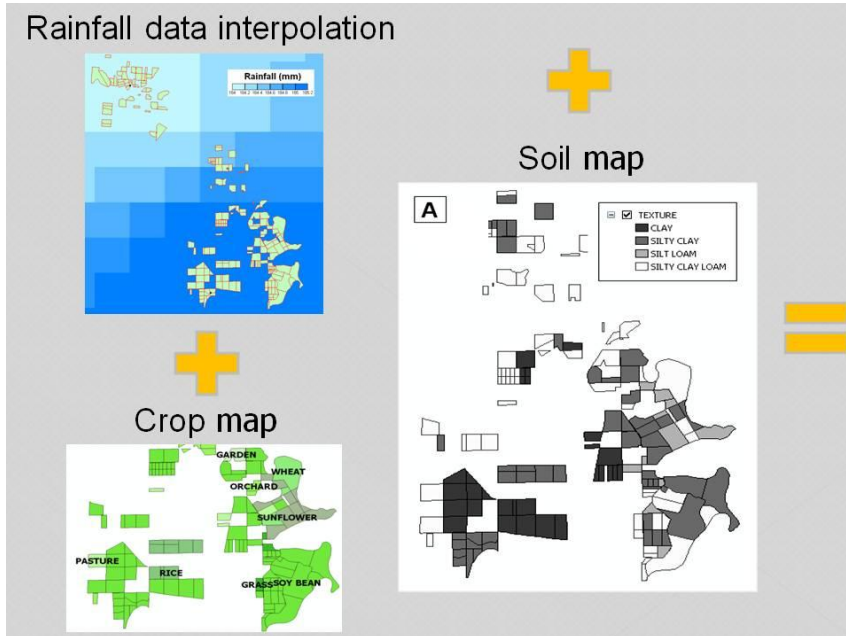 Rainfall data interpolation
Rainfall (mm)
Soil map
A
TEXTURE
CLAY
SILTY CLAY
SILT LOAM
SILTY CLAY LOAM
Crop map
GARDEN
WHEAT
ORCHARD
SUNFLOWER
PASTURE
RICE
GRASS SOY BEAN